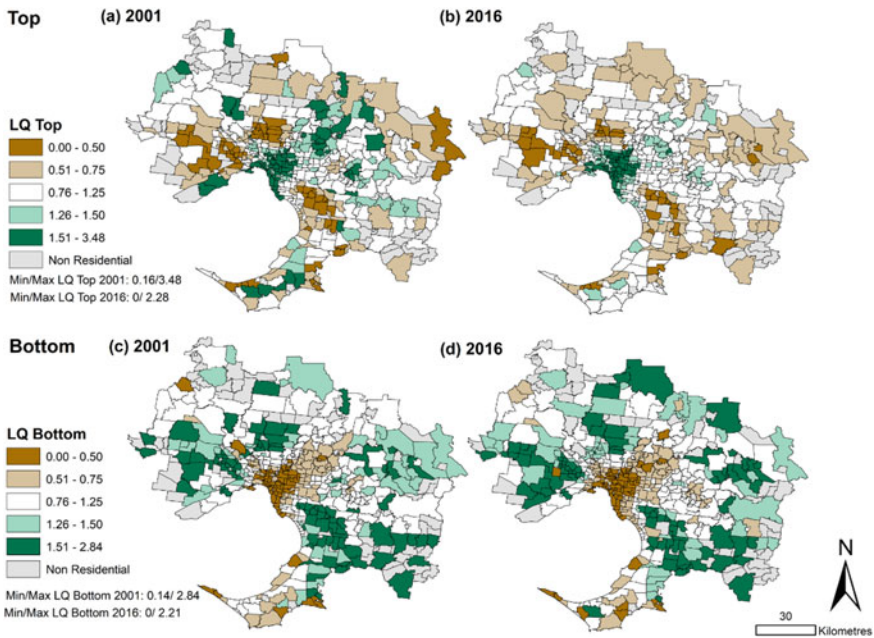 Top
(a) 2001
(b) 2016
LQ Top
0.00 - 0.50
0.51 - 0.75
0.76 - 1.25
1.26 - 1.50
1.51 - 3.48
Non Residential
Min/Max LQ Top 2001: 0.16/3.48
Min/Max LQ Top 2016: 0/ 2.28
Bottom
(c) 2001
(d) 2016
LQ Bottom
0.00 - 0.50
0.51 - 0.75
0.76 - 1.25
1.26 - 1.50
1.51 - 2.84
Non Residential
Min/Max LQ Bottom 2001: 0.14/ 2.84
Min/Max LQ Bottom 2016: 0/ 2.21
N
30
Kilometres